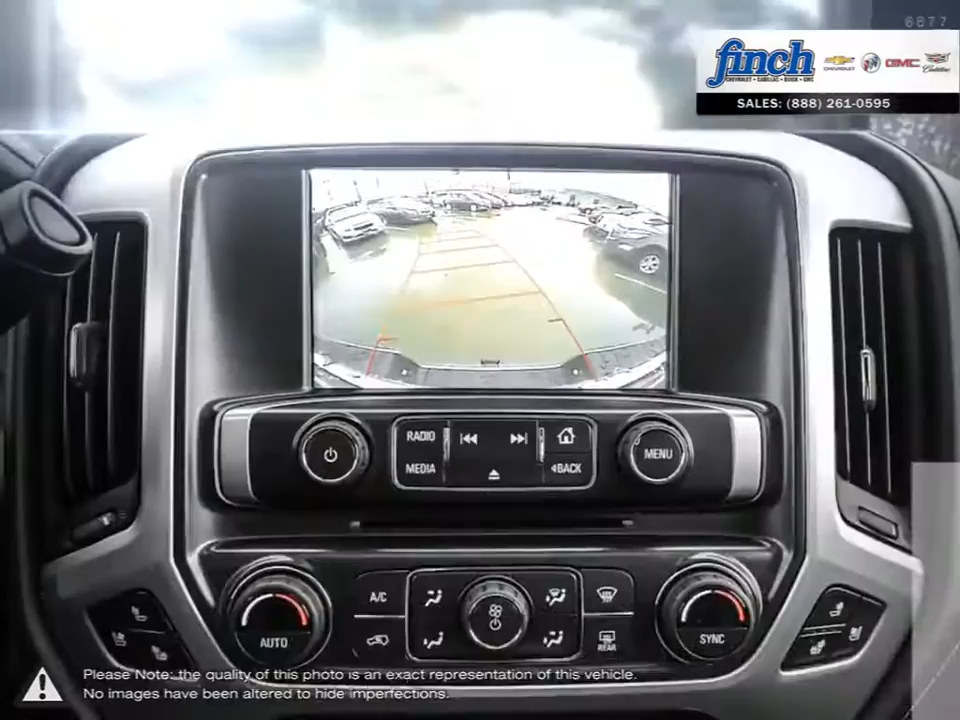 6877
finch
CHEVROLET • CADILLAC • BUICK • GMC
CHEVROLET
GMC
Cadillac
SALES: (888) 261-0595
RADIO
MEDIA
BACK
MENU
A/C
AUTO
SYNC
REAR
Please Note: the quality of this photo is an exact representation of this vehicle.
No images have been altered to hide imperfections.